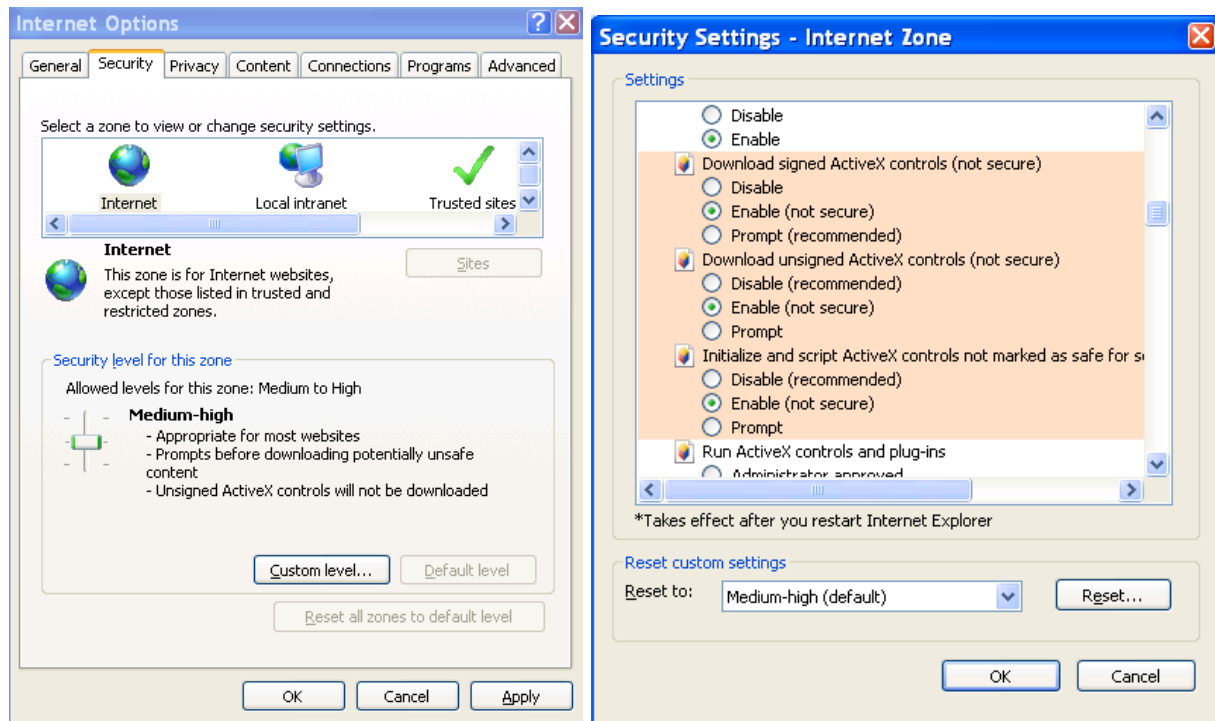 Internet Options
General Security Privacy Content Connections Programs Advanced
Select a zone to view or change security settings.
Internet Local intranet Trusted sites
Internet
This zone is for Internet websites,
except those listed in trusted and
restricted zones.
Sites
Security level for this zone
Allowed levels for this zone: Medium to High
Medium-high
- Appropriate for most websites
- Prompts before downloading potentially unsafe
content
- Unsigned ActiveX controls will not be downloaded
Custom level... Default level
Reset all zones to default level
OK Cancel Apply
Security Settings - Internet Zone
Settings
Disable
Enable
Download signed ActiveX controls (not secure)
Disable
Enable (not secure)
Prompt (recommended)
Download unsigned ActiveX controls (not secure)
Disable (recommended)
Enable (not secure)
Prompt
Initialize and script ActiveX controls not marked as safe for
Disable (recommended)
Enable (not secure)
Prompt
Run ActiveX controls and plug-ins
Administrator approved
*Takes effect after you restart Internet Explorer
Reset custom settings
Reset to: Medium-high (default) Reset...
OK Cancel